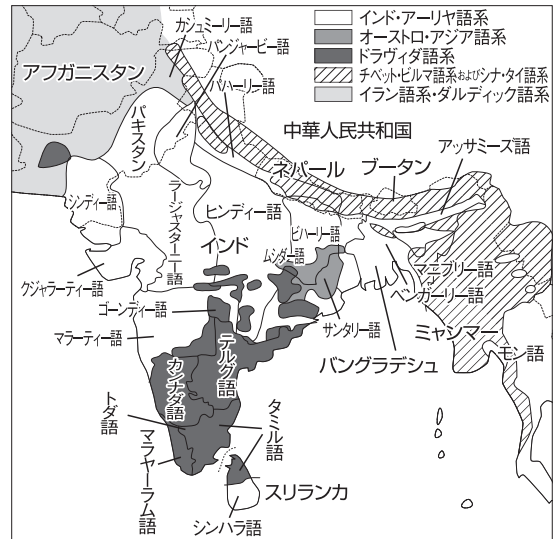 インド・アーリヤ語系
オーストロ・アジア語系
ドラヴィダ語系
チベット・ビルマ語系およびシナ・タイ語系
イラン語系・ダルディック語系
カシュミーリー語
パンジャービー語
アフガニスタン
パハーリー語
中華人民共和国
パキスタン
アッサミーズ語
ネパール
ブータン
シンディー語
ラージャスターニー語
ヒンディー語
ビハーリー語
インド
ムンダー語
マニプリー語
グジャラーティー語
ベンガーリー語
ゴーンディー語
サンタリー語
ミャンマー
マラーティー語
テルグ語
バングラデシュ
モン語
カンナダ語
トダ語
タミル語
マラヤーラム語
スリランカ
シンハラ語